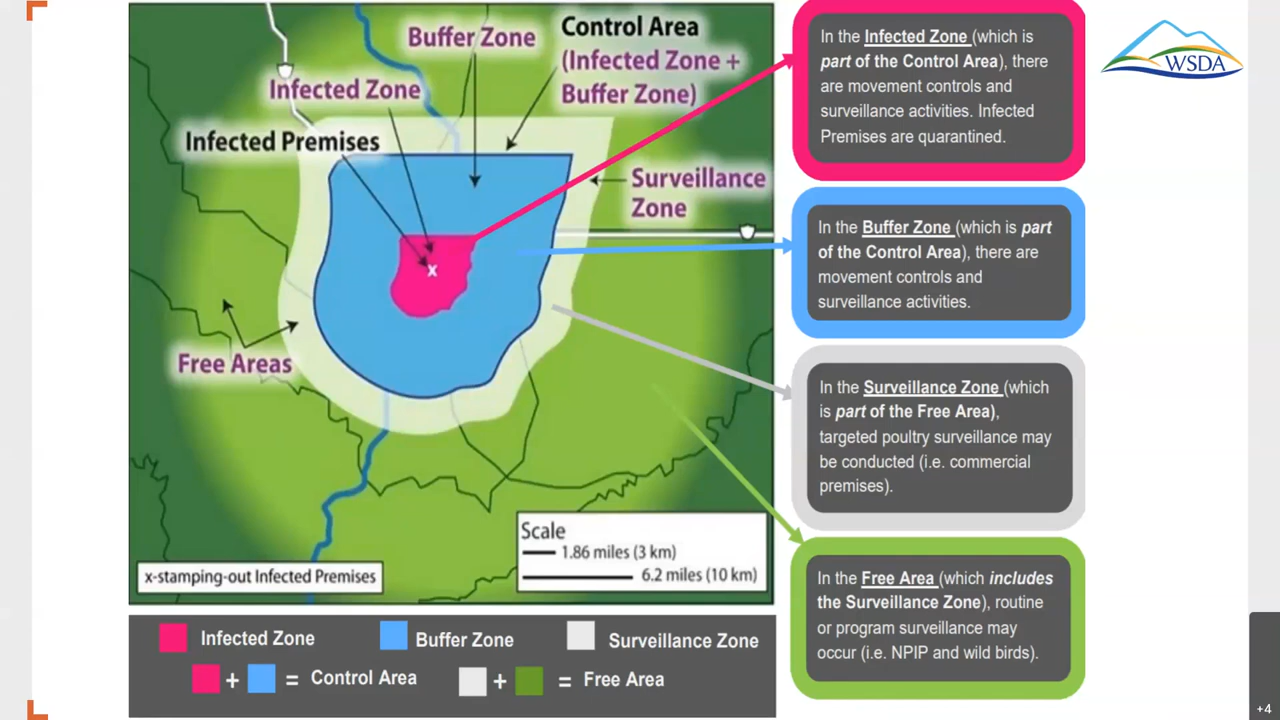 Buffer Zone
Control Area
(Infected Zone +
Buffer Zone)
Infected Zone
Infected Premises
Surveillance
Zone
x
Free Areas
Scale
1.86 miles (3 km)
6.2 miles (10 km)
x-stamping-out Infected Premises
Infected Zone
Buffer Zone
Surveillance Zone
+ = Control Area
+ = Free Area
In the Infected Zone (which is
part of the Control Area), there
are movement controls and
surveillance activities. Infected
Premises are quarantined.
In the Buffer Zone (which is part
of the Control Area), there are
movement controls and
surveillance activities.
In the Surveillance Zone (which
is part of the Free Area),
targeted poultry surveillance may
be conducted (i.e. commercial
premises).
In the Free Area (which includes
the Surveillance Zone), routine
or program surveillance may
occur (i.e. NPIP and wild birds).
WSDA
+4